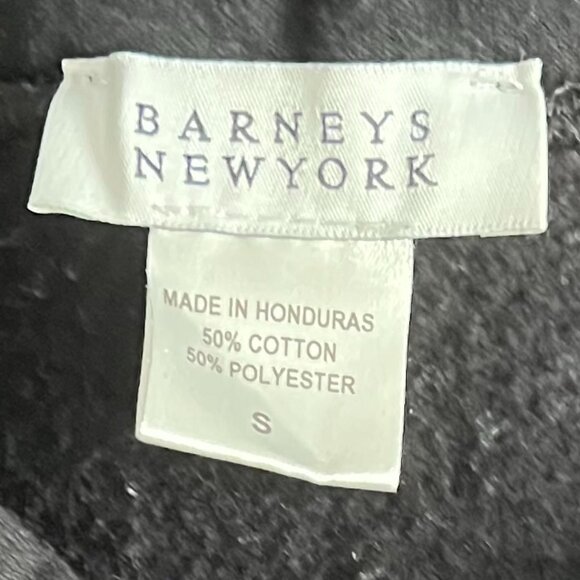 BARNEYS
NEWYORK
MADE IN HONDURAS
50% COTTON
50% POLYESTER
S